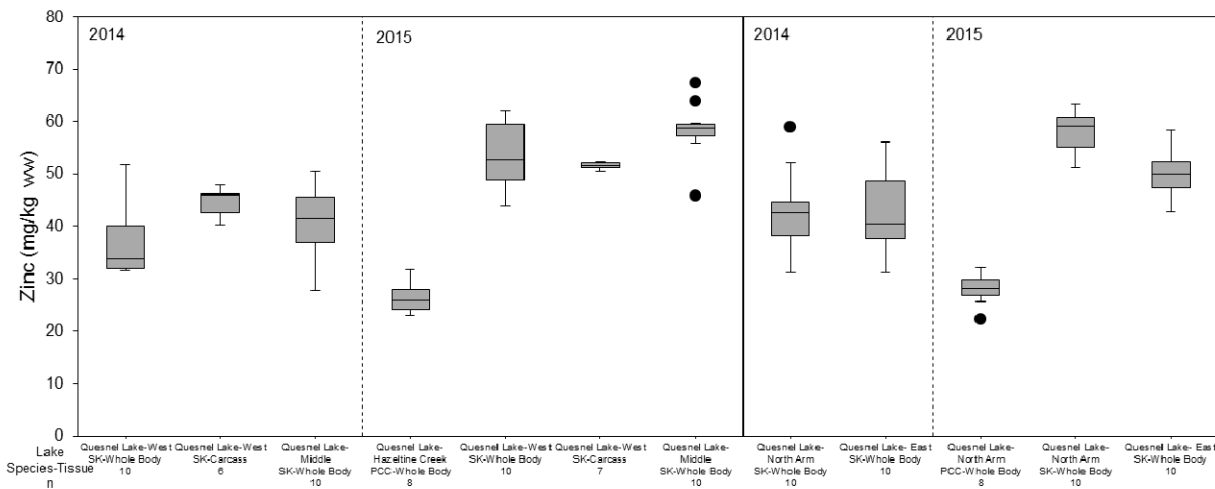 80
70
60
50
40
30
20
10
0
Zinc (mg/kg ww)
2014
2015
2014
2015
Lake
Species-Tissue
n
Quesnel Lake-West
SK-Whole Body
10
Quesnel Lake-West
SK-Carcass
6
Quesnel Lake-
Middle
SK-Whole Body
10
Quesnel Lake-
Hazeltine Creek
PCC-Whole Body
8
Quesnel Lake-West
SK-Whole Body
10
Quesnel Lake-West
SK-Carcass
7
Quesnel Lake-
Middle
SK-Whole Body
10
Quesnel Lake-
North Arm
SK-Whole Body
10
Quesnel Lake- East
SK-Whole Body
10
Quesnel Lake-
North Arm
PCC-Whole Body
8
Quesnel Lake-
North Arm
SK-Whole Body
10
Quesnel Lake-East
SK-Whole Body
10